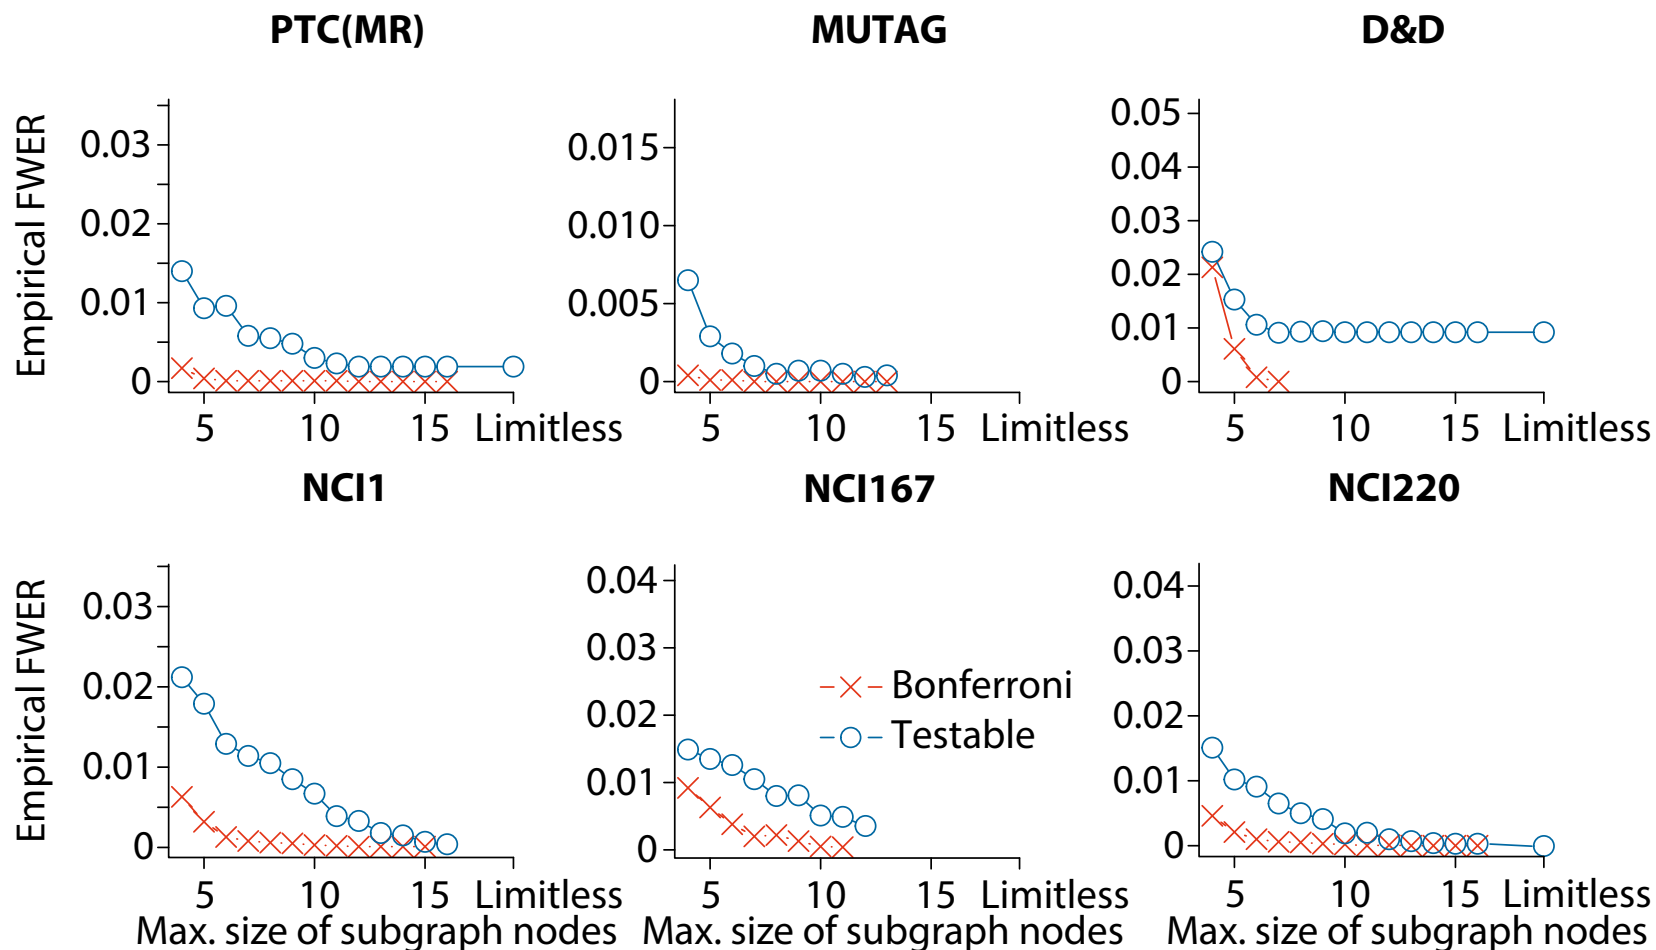 PTC(MR)
MUTAG
D&D
Empirical FWER
0.03
0.02
0.01
0
5
10
15
Limitless
0.015
0.010
0.005
0
5
10
15
Limitless
0.05
0.04
0.03
0.02
0.01
0
5
10
15
Limitless
NCI1
NCI167
NCI220
Empirical FWER
0.03
0.02
0.01
0
5
10
15
Limitless
Max. size of subgraph nodes
0.04
0.03
0.02
0.01
0
Bonferroni
Testable
5
10
15
Limitless
Max. size of subgraph nodes
0.04
0.03
0.02
0.01
0
5
10
15
Limitless
Max. size of subgraph nodes